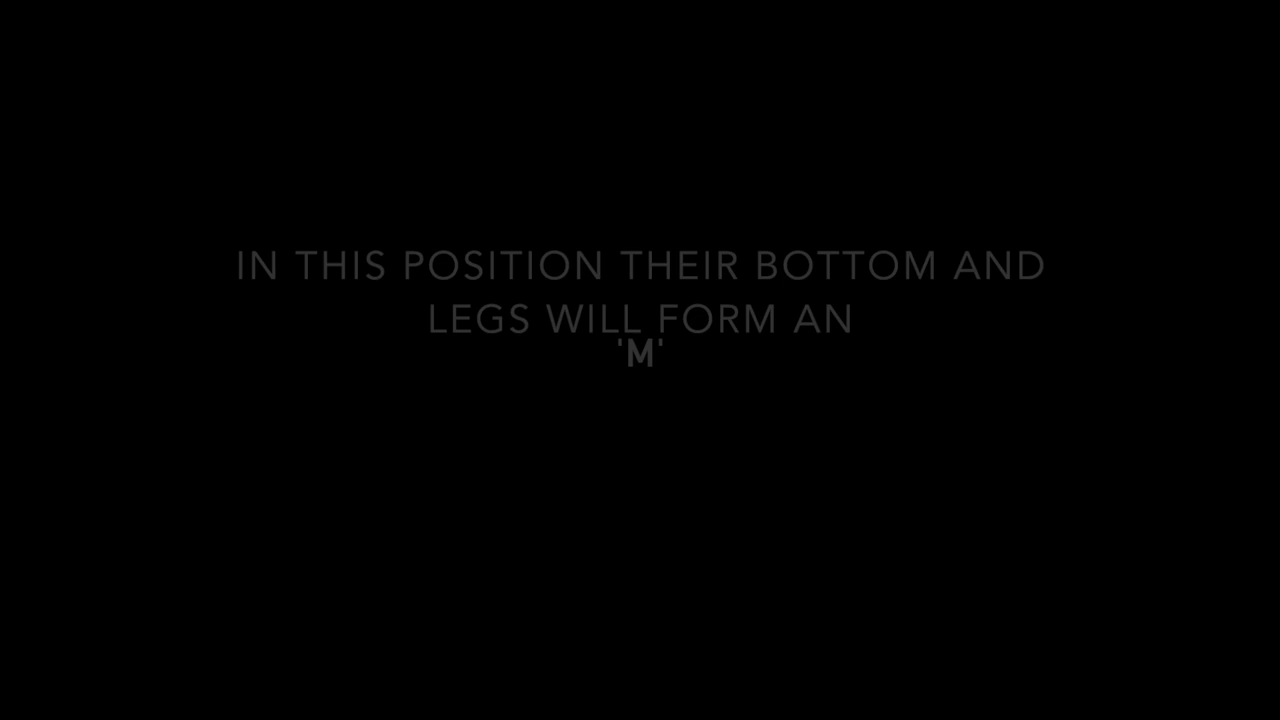 IN THIS POSITION THEIR BOTTOM AND
LEGS WILL FORM AN
'M'